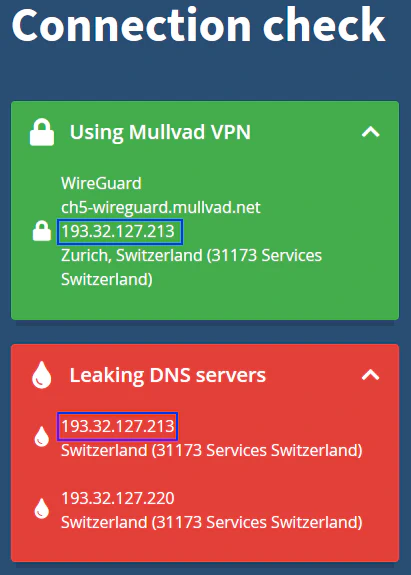 Connection check
Using Mullvad VPN
WireGuard
ch5-wireguard.mullvad.net
193.32.127.213
Zurich, Switzerland (31173 Services
Switzerland)
Leaking DNS servers
193.32.127.213
Switzerland (31173 Services Switzerland)
193.32.127.220
Switzerland (31173 Services Switzerland)